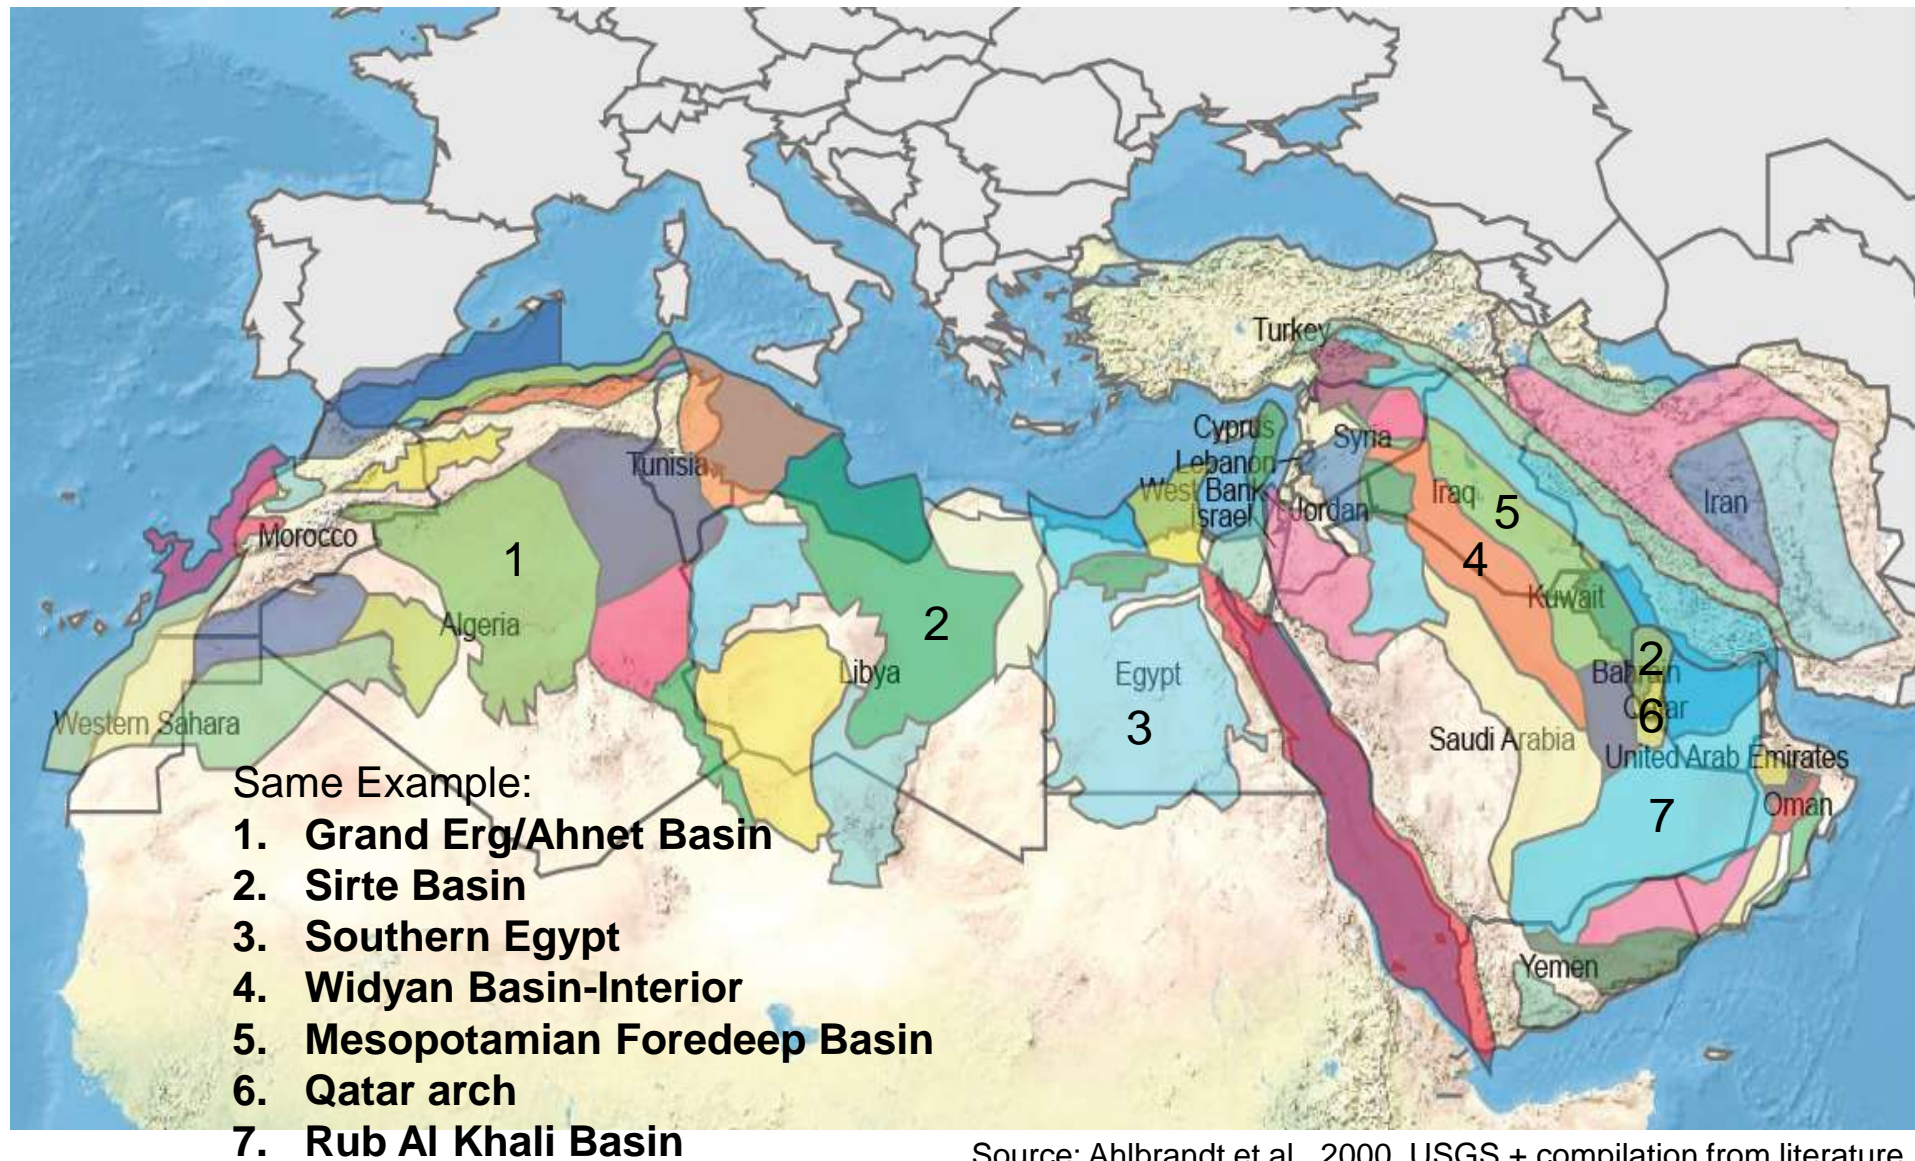 Turkey
Cyprus
Syria
Lebanon
Tunisia
West Bank
Iraq
Iran
Israel
Jordan
5
Morocco
1
4
Kuwait
Algeria
2
2
Libya
Egypt
Bahrain
Western Sahara
6
3
Saudi Arabia
United Arab Emirates
Same Example:
7
Oman
1. Grand Erg/Ahnet Basin
2. Sirte Basin
3. Southern Egypt
4. Widyan Basin-Interior
Yemen
5. Mesopotamian Foredeep Basin
6. Qatar arch
7. Rub Al Khali Basin
Source: Ahlbrandt et al., 2000, USGS + compilation from literature